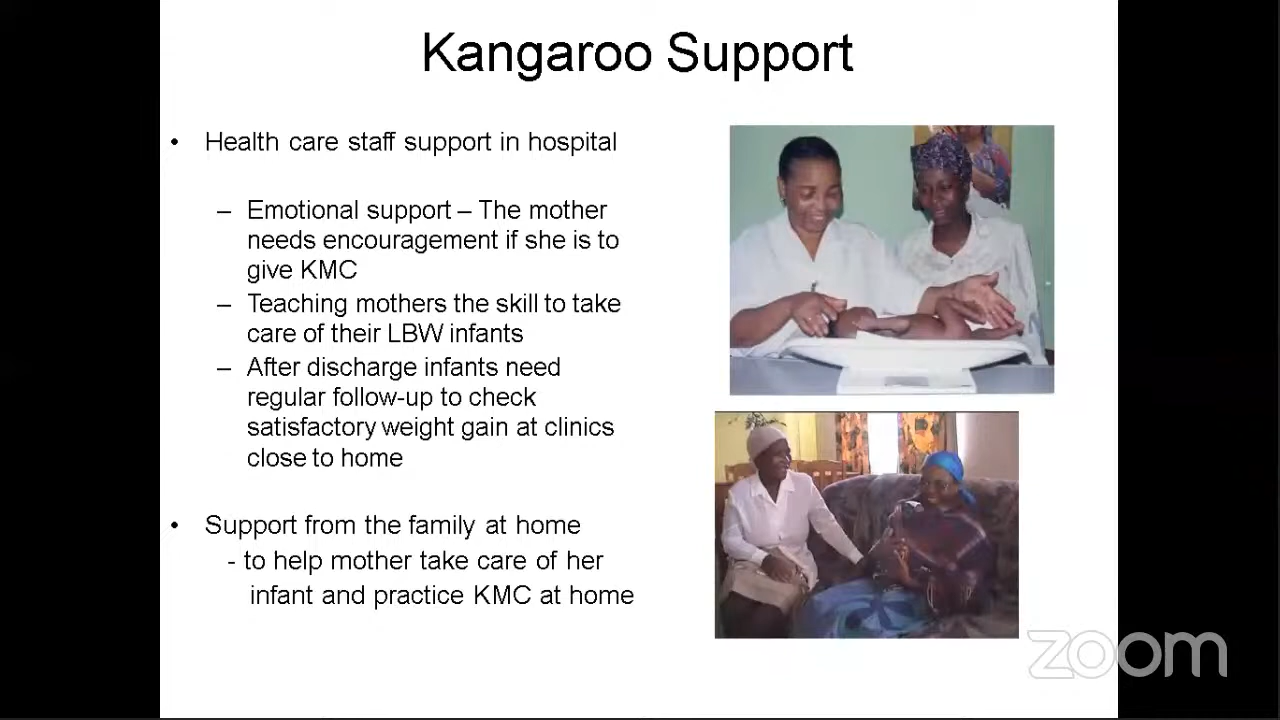 Kangaroo Support
• Health care staff support in hospital
– Emotional support – The mother
needs encouragement if she is to
give KMC
– Teaching mothers the skill to take
care of their LBW infants
– After discharge infants need
regular follow-up to check
satisfactory weight gain at clinics
close to home
• Support from the family at home
- to help mother take care of her
infant and practice KMC at home
zoom